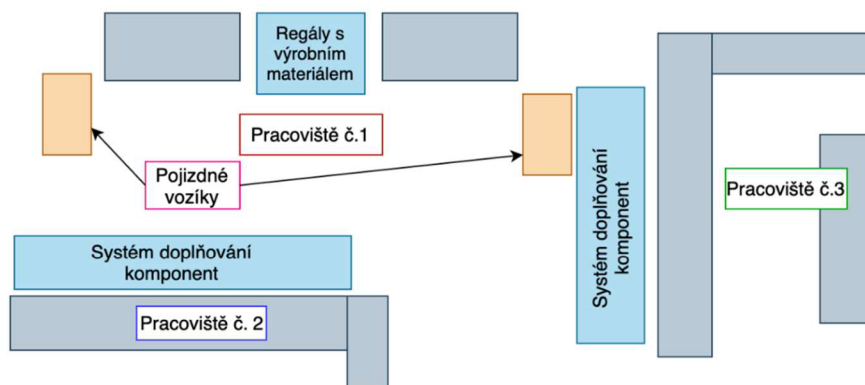 Regály s
výrobním
materiálem
Pracoviště č.1
Pojizdné
vozíky
Systém doplňování
komponent
Pracoviště č. 2
Systém doplňování
komponent
Pracoviště č.3